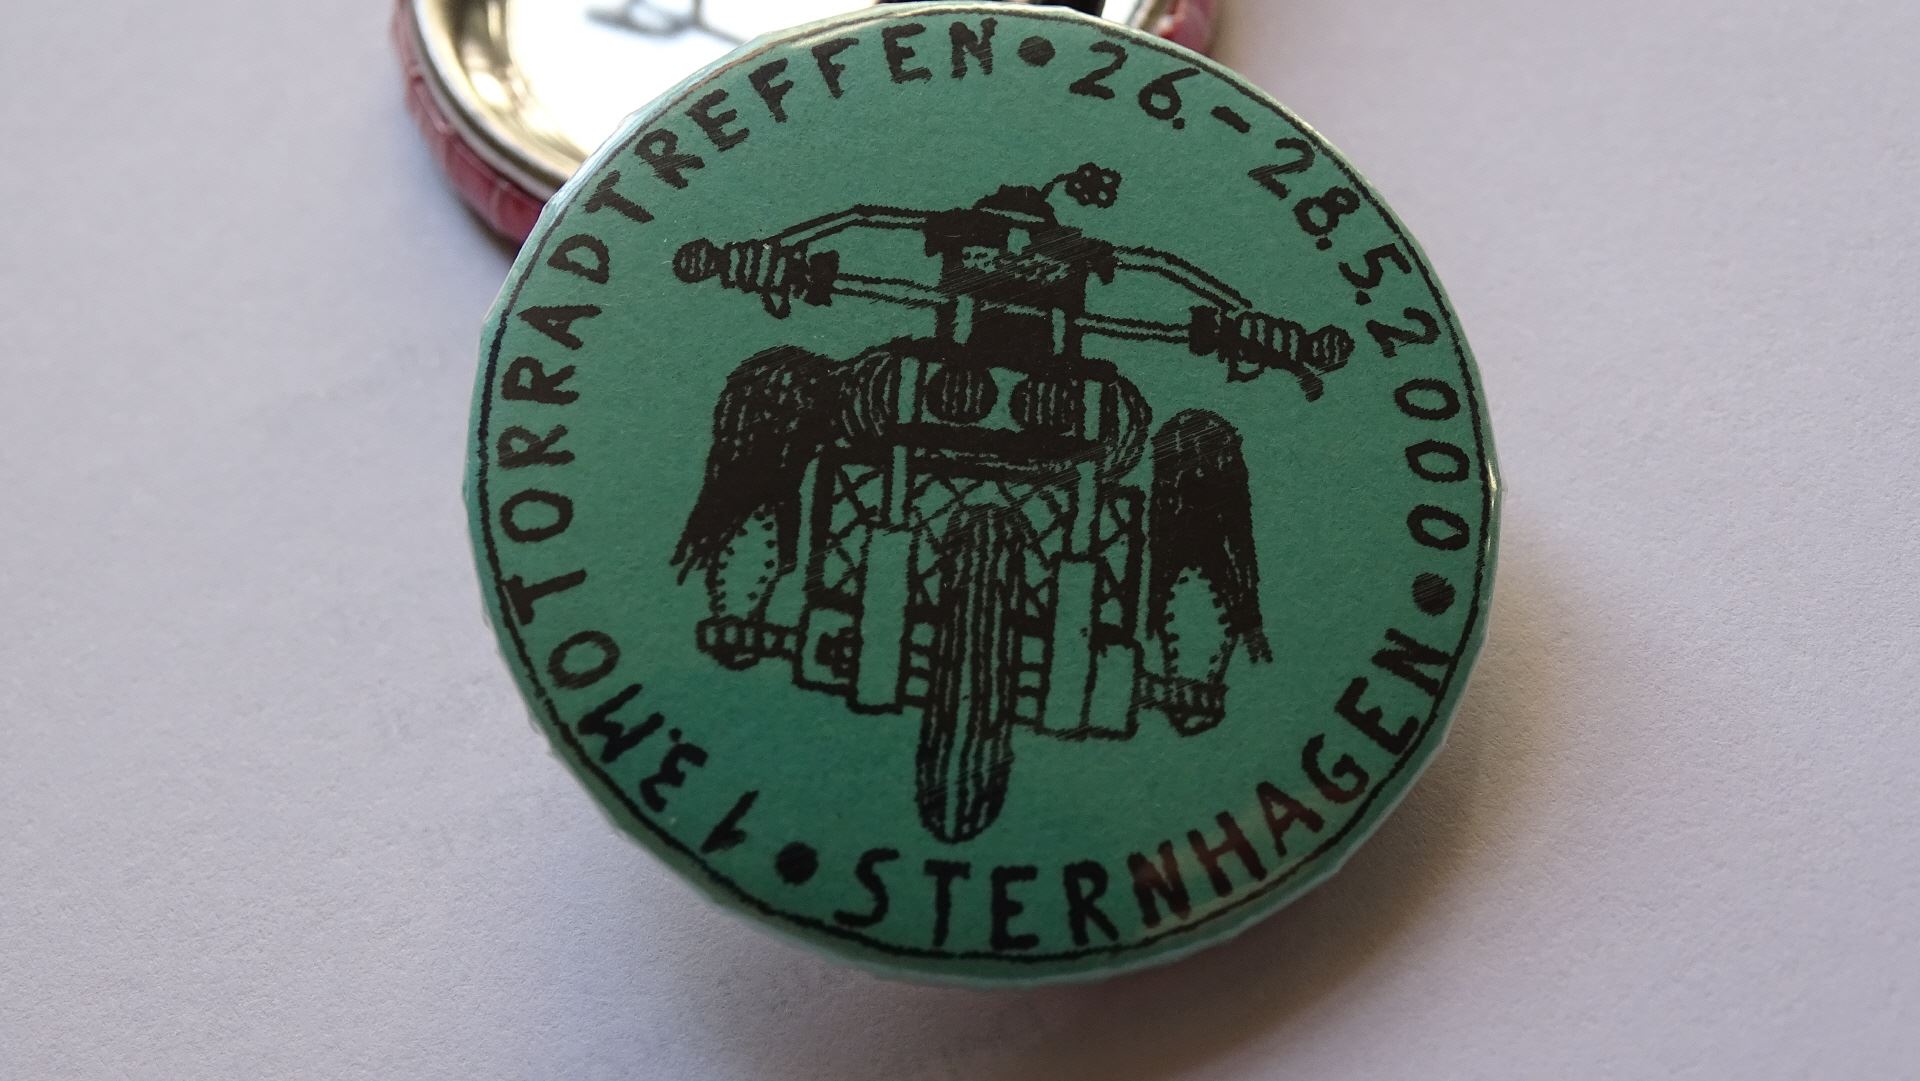 13. MOTORRADTREFFEN • 26.-28.5.2000 • STERNHAGEN •